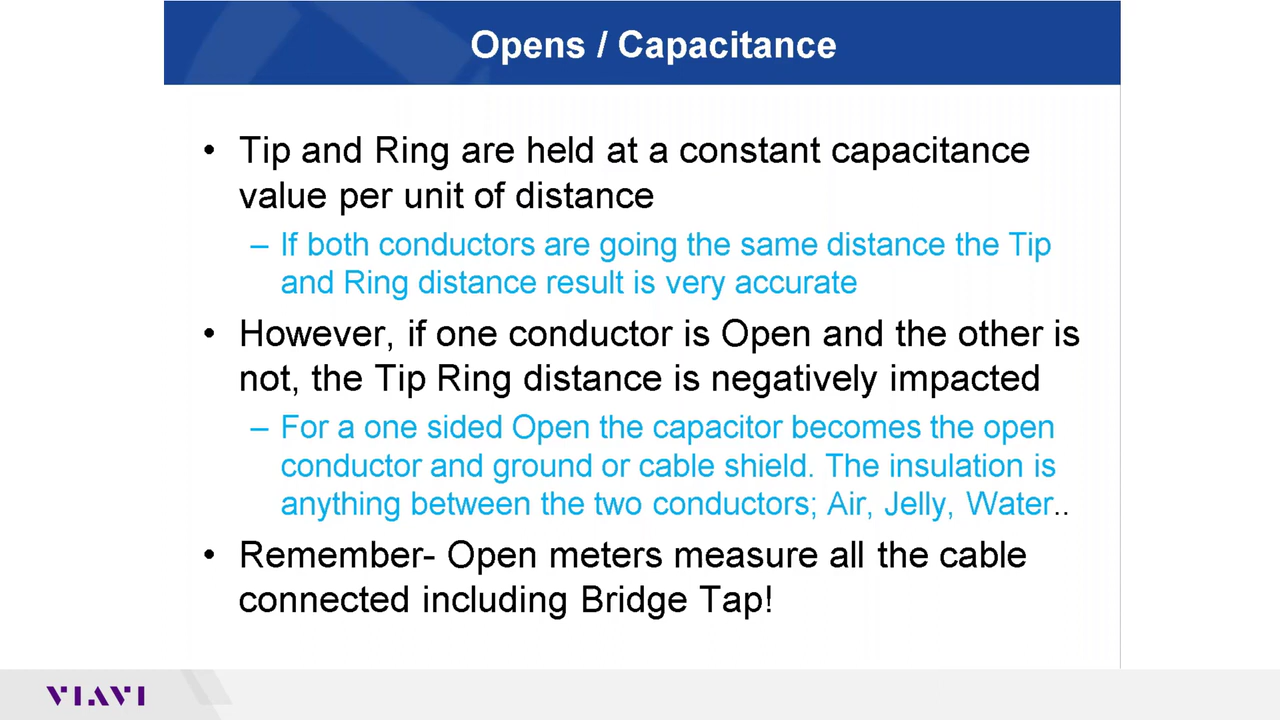 Opens / Capacitance
• Tip and Ring are held at a constant capacitance
value per unit of distance
– If both conductors are going the same distance the Tip
and Ring distance result is very accurate
• However, if one conductor is Open and the other is
not, the Tip Ring distance is negatively impacted
– For a one sided Open the capacitor becomes the open
conductor and ground or cable shield. The insulation is
anything between the two conductors; Air, Jelly, Water..
• Remember- Open meters measure all the cable
connected including Bridge Tap!
VIAVI